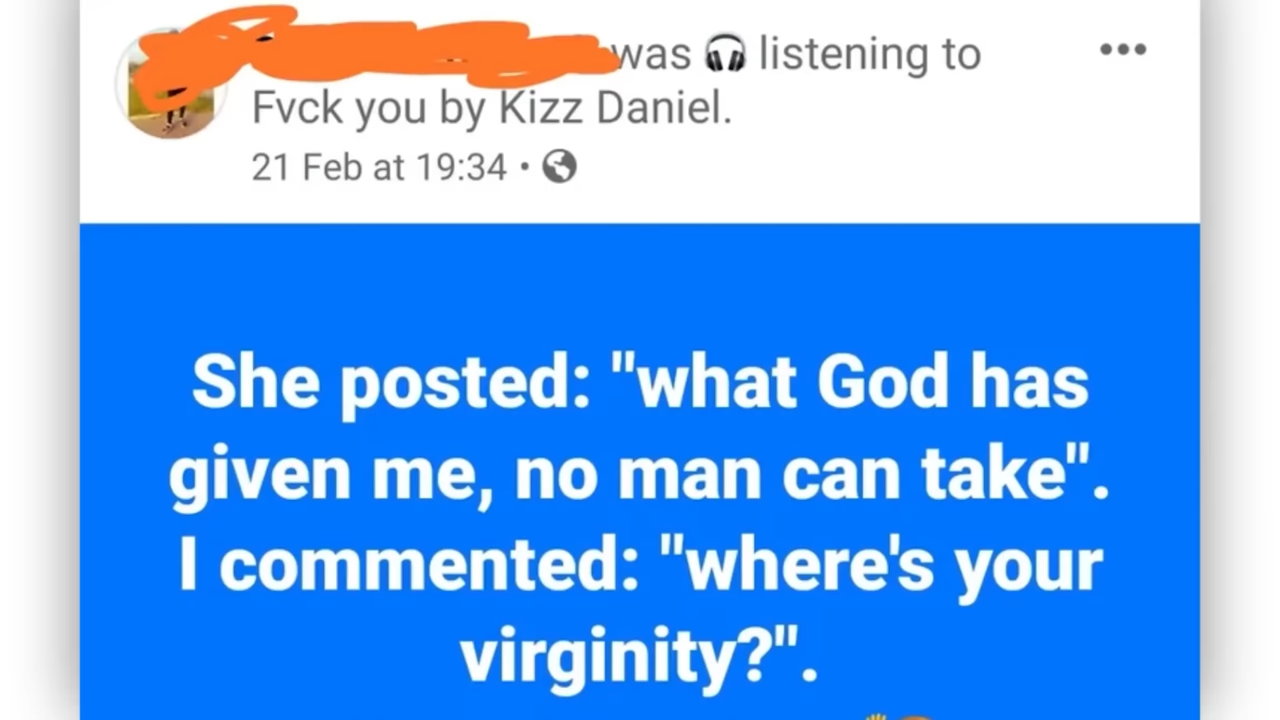 was 🎧 listening to
Fvck you by Kizz Daniel.
21 Feb at 19:34 •
She posted: "what God has
given me, no man can take".
I commented: "where's your
virginity?".